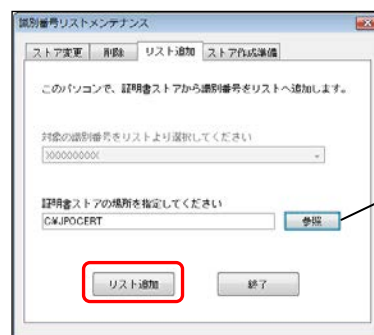 識別番号リストメンテナンス
ストア変更 削除 リスト追加 ストア作成準備
このパソコンで、証明書ストアから識別番号をリストへ追加します。
対象の識別番号をリストより選択してください
XXXXXXXXX
証明書ストアの場所を指定してください
C:¥JPOCERT 参照
リスト追加 終了